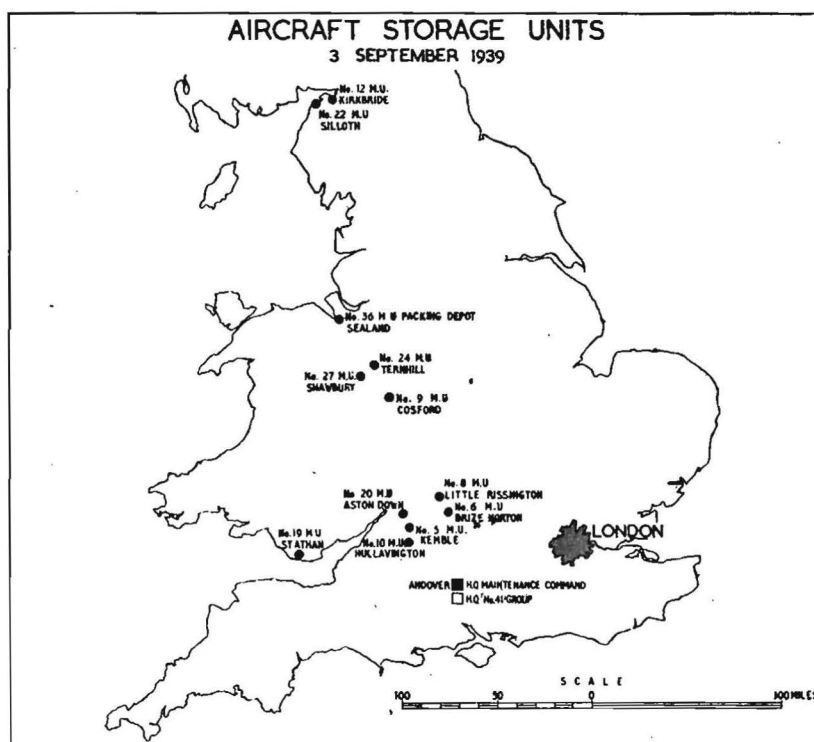 AIRCRAFT STORAGE UNITS
3 SEPTEMBER 1939
No. 12 M.U.
KIRKBRIDE
No. 22 M.U
SILLOTH
No. 36 M U PACKING DEPOT
SEALAND
No. 24 M.U
TERNHILL
No. 27 M.U.
SHAWBURY
No. 9 M.U
COSFORD
No. 8 M.U
LITTLE RISSINGTON
No. 20 M.U
ASTON DOWN
No. 6 M.U
BRIZE NORTON
No. 5 M.U.
KEMBLE
No. 19 M U
ST ATHAN
No. 10 M.U
HULLAVINGTON
LONDON
ANDOVER H.Q MAINTENANCE COMMAND
H.Q No. 41 GROUP
SCALE
100 50 0 100 MILES